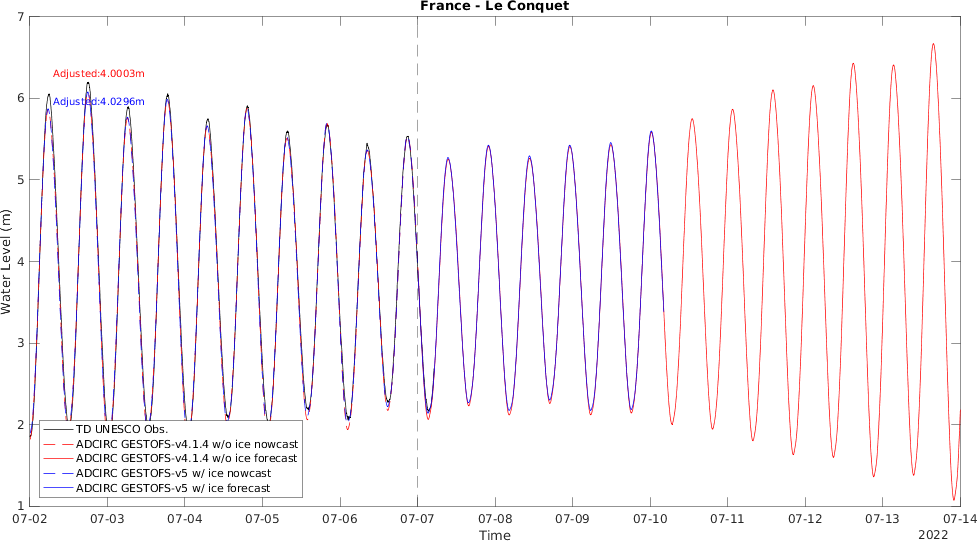 France - Le Conquet
7
6
5
4
3
2
1
Water Level (m)
Adjusted:4.0003m
Adjusted:4.0296m
TD UNESCO Obs.
ADCIRC GESTOFS-v4.1.4 w/o ice nowcast
ADCIRC GESTOFS-v4.1.4 w/o ice forecast
ADCIRC GESTOFS-v5 w/ ice nowcast
ADCIRC GESTOFS-v5 w/ ice forecast
07-02 07-03 07-04 07-05 07-06 07-07 07-08 07-09 07-10 07-11 07-12 07-13 07-14
Time
2022